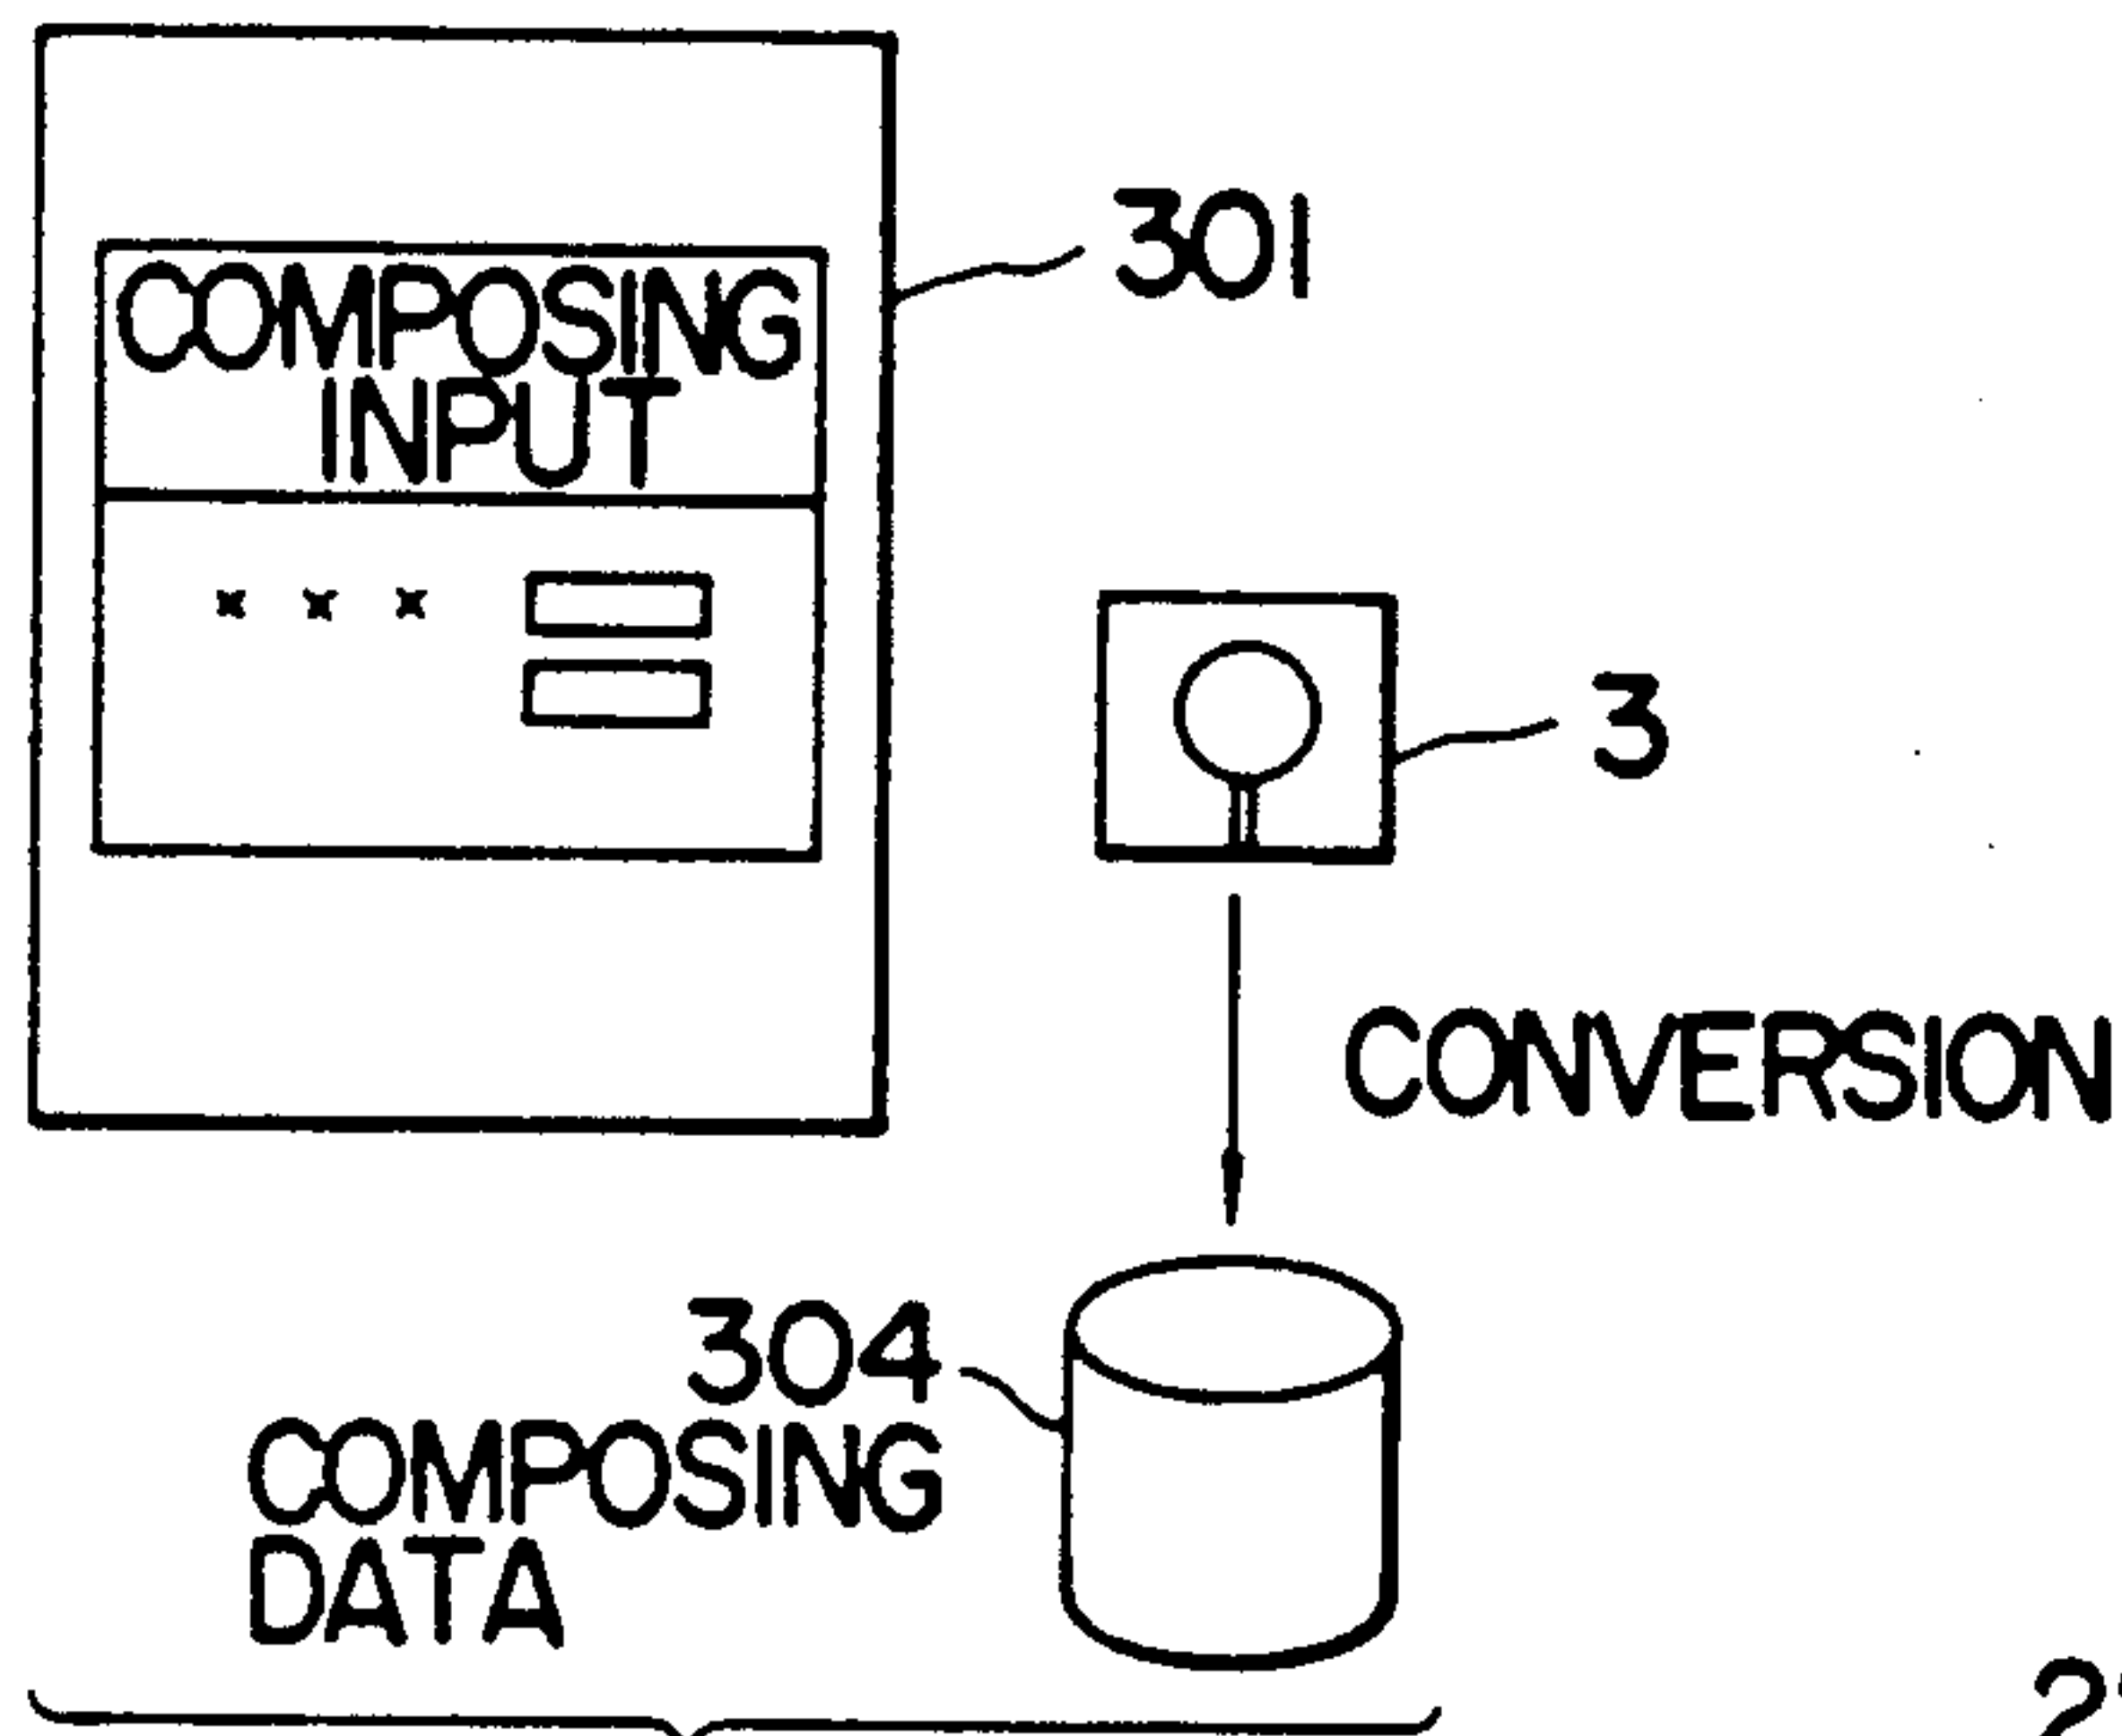 301
COMPOSING
INPUT
× × ×
3
CONVERSION
304
COMPOSING
DATA